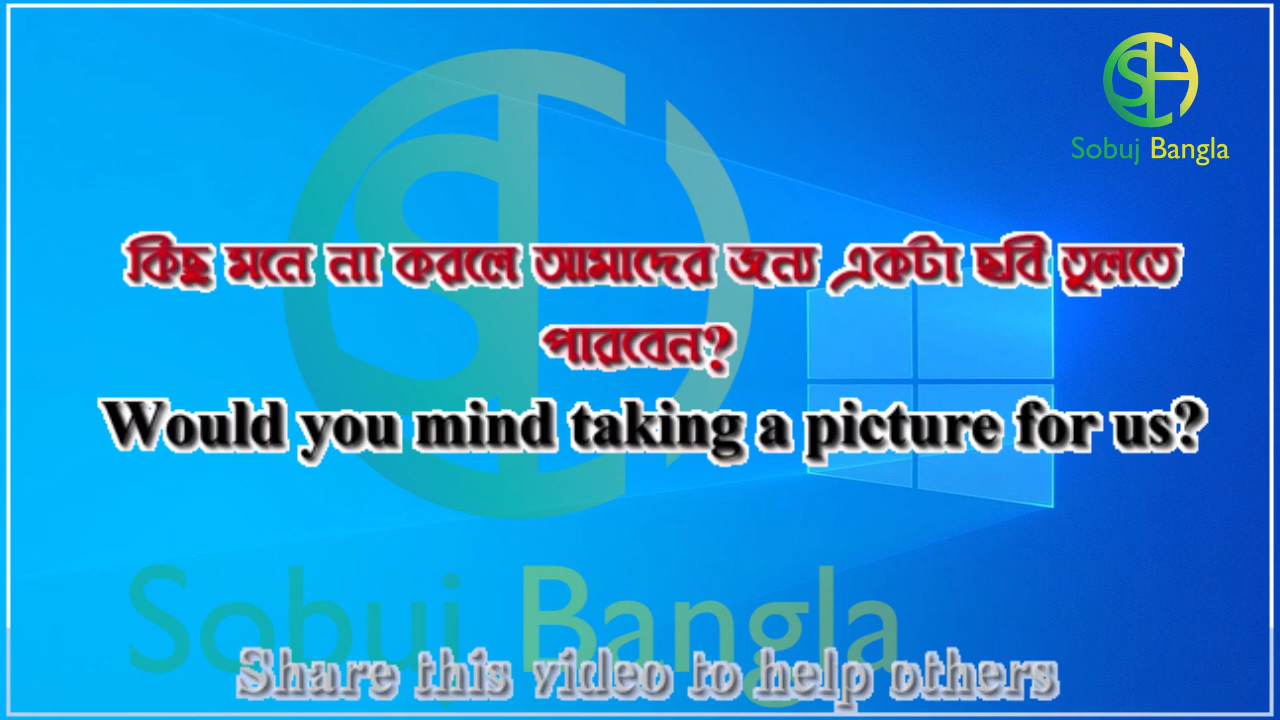 Sobuj Bangla
কিছু মনে না করলে আমাদের জন্য একটা ছবি তুলতে
পারবেন?
Would you mind taking a picture for us?
Sobuj Bangla
Share this video to help others